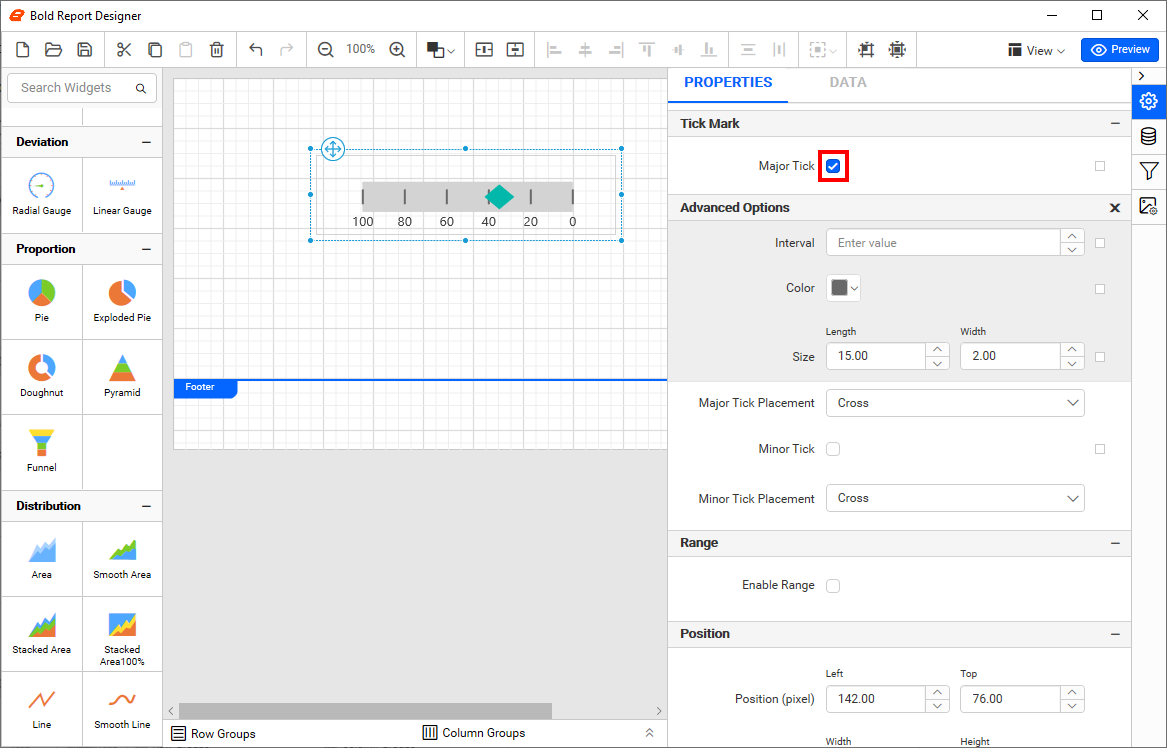 Bold Report Designer
100%
View
Preview
Search Widgets
Deviation
Radial Gauge
Linear Gauge
Proportion
Pie
Exploded Pie
Doughnut
Pyramid
Funnel
Distribution
Area
Smooth Area
Stacked Area
Stacked
Area100%
Line
Smooth Line
100 80 60 40 20 0
Footer
Row Groups
Column Groups
PROPERTIES
DATA
Tick Mark
Major Tick
Advanced Options
Interval
Enter value
Color
Length
Width
Size
15.00
2.00
Major Tick Placement
Cross
Minor Tick
Minor Tick Placement
Cross
Range
Enable Range
Position
Left
Top
Position (pixel)
142.00
76.00
Width
Height